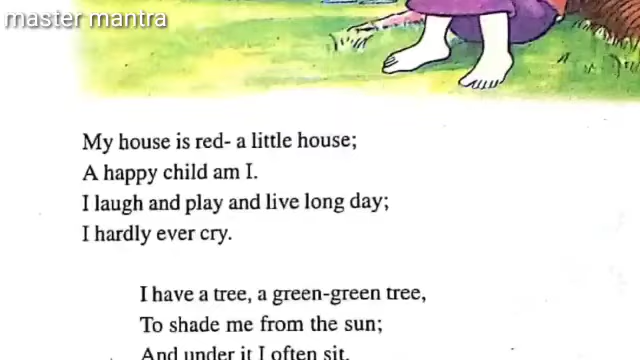 master mantra
My house is red- a little house;
A happy child am I.
I laugh and play and live long day;
I hardly ever cry.
I have a tree, a green-green tree,
To shade me from the sun;
And under it I often sit,